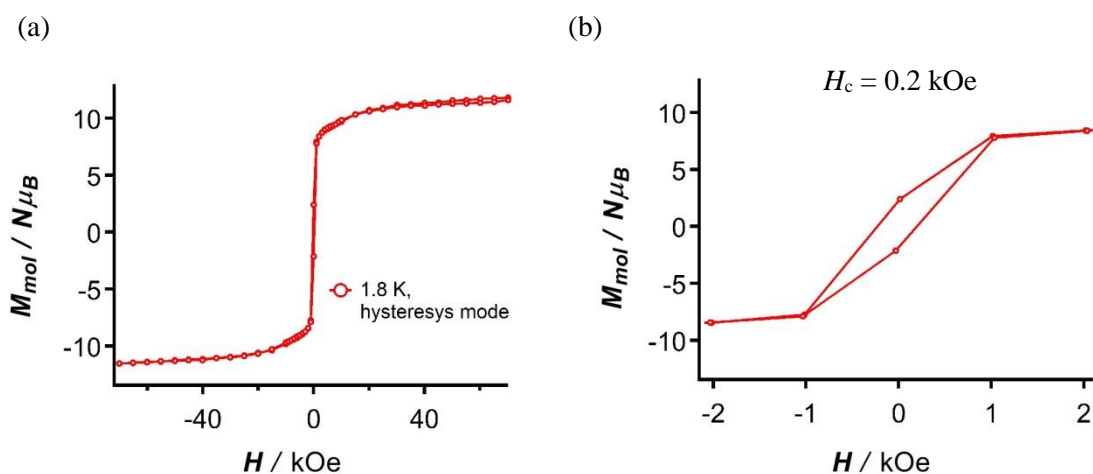 (a)
M_mol / Nμ_B
10
5
0
-5
-10
1.8 K,
hysteresys mode
-40
0
40
H / kOe
(b)
H_c = 0.2 kOe
M_mol / Nμ_B
10
5
0
-5
-10
-2
-1
0
1
2
H / kOe